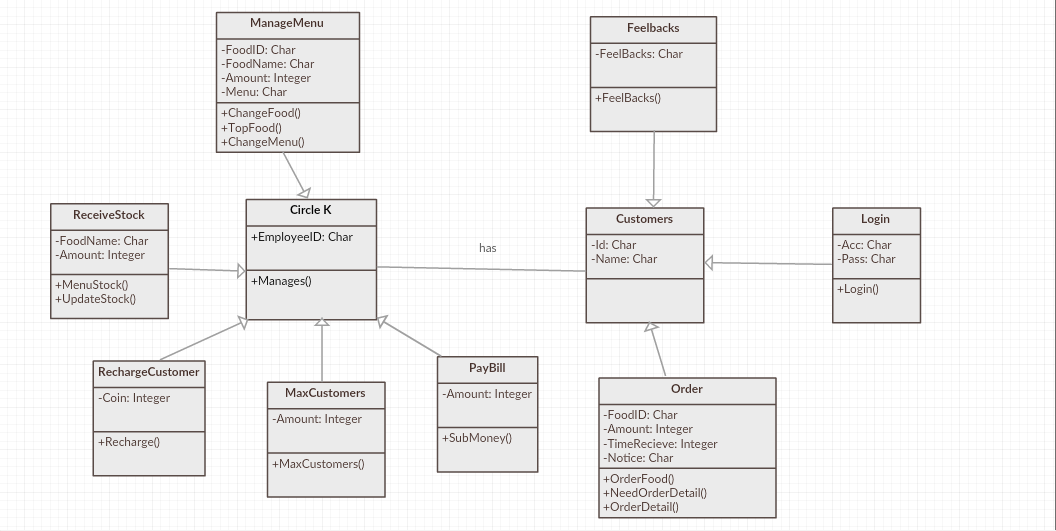 ManageMenu
-FoodID: Char
-FoodName: Char
-Amount: Integer
-Menu: Char
+ChangeFood()
+TopFood()
+ChangeMenu()
Feelbacks
-FeelBacks: Char
+FeelBacks()
ReceiveStock
-FoodName: Char
-Amount: Integer
+MenuStock()
+UpdateStock()
Circle K
+EmployeeID: Char
+Manages()
has
Customers
-Id: Char
-Name: Char
Login
-Acc: Char
-Pass: Char
+Login()
RechargeCustomer
-Coin: Integer
+Recharge()
MaxCustomers
-Amount: Integer
+MaxCustomers()
PayBill
-Amount: Integer
+SubMoney()
Order
-FoodID: Char
-Amount: Integer
-TimeRecieve: Integer
-Notice: Char
+OrderFood()
+NeedOrderDetail()
+OrderDetail()